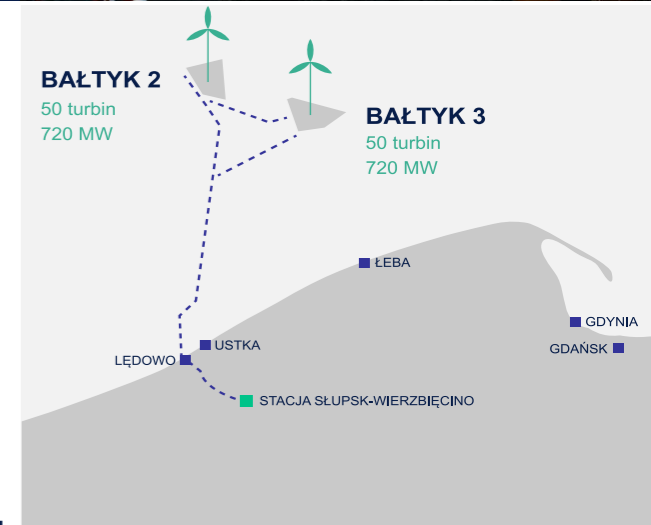 BAŁTYK 2
50 turbin
720 MW
BAŁTYK 3
50 turbin
720 MW
ŁEBA
GDYNIA
GDAŃSK
USTKA
LĘDOWO
STACJA SŁUPSK-WIERZBIĘCINO